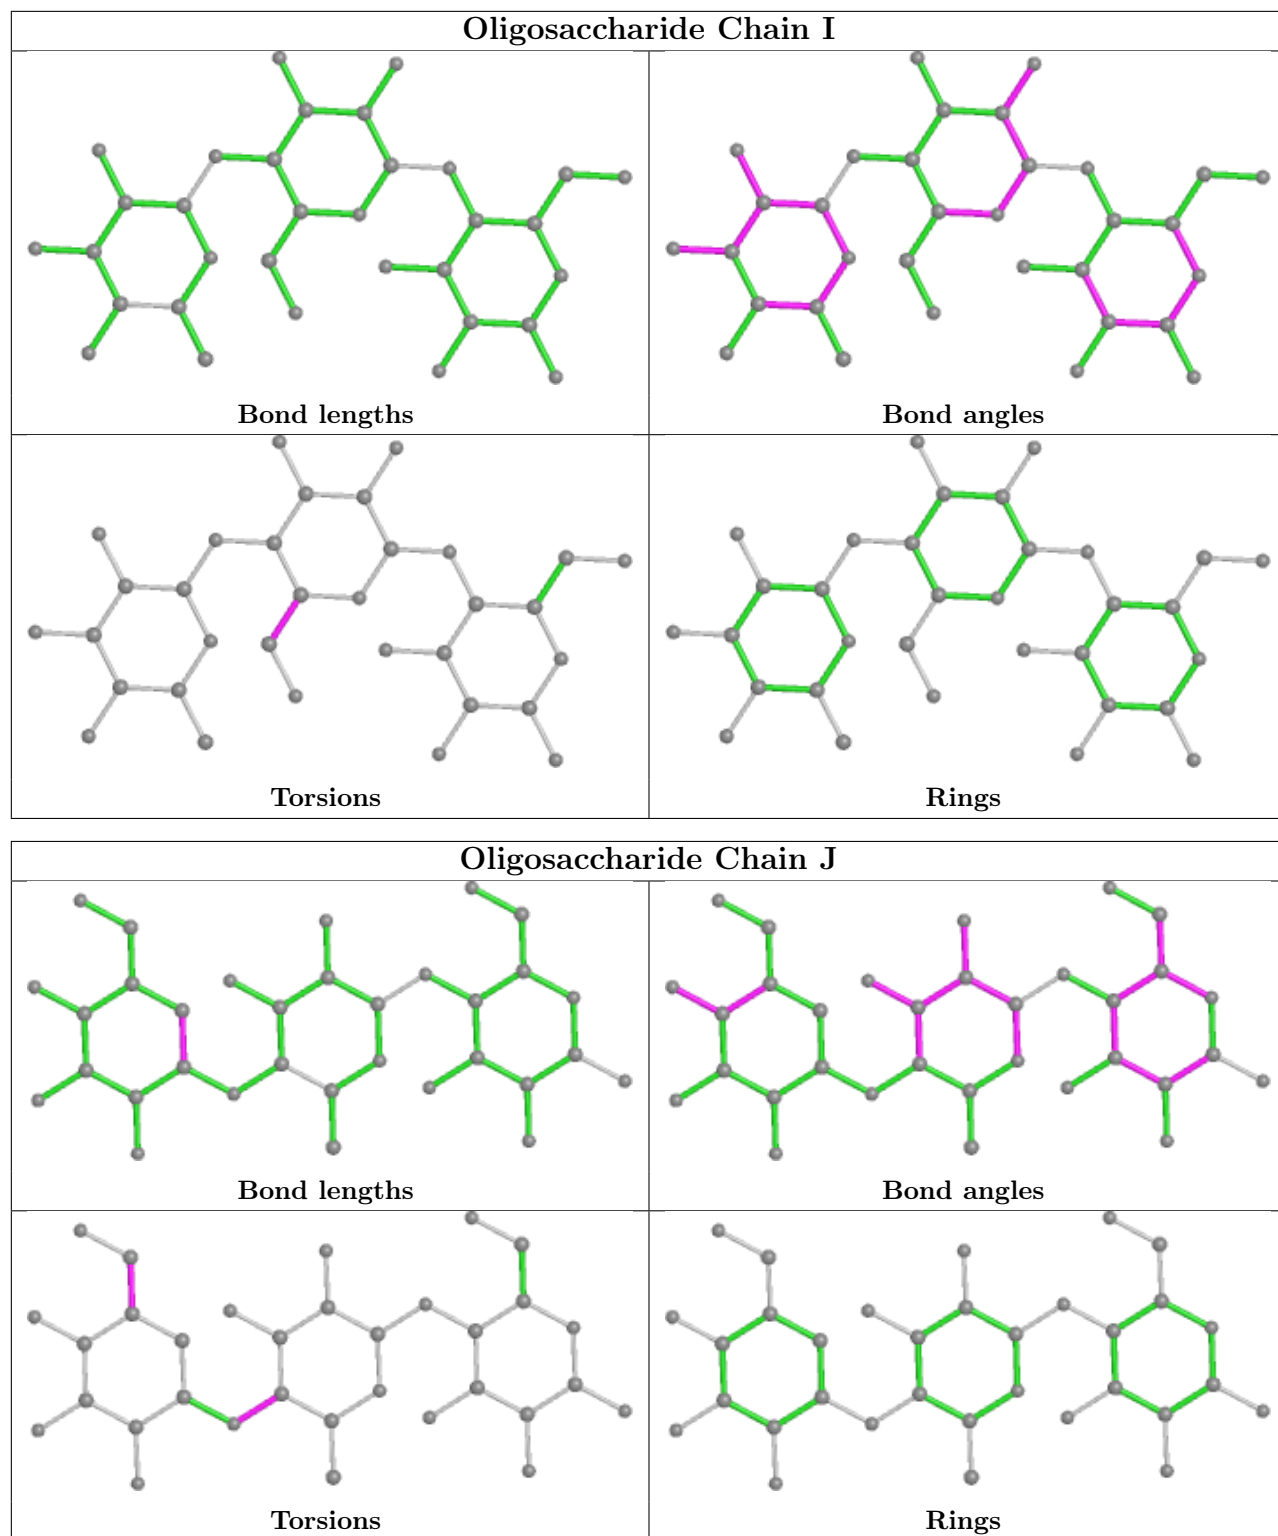 Oligosaccharide Chain I
Bond lengths
Bond angles
Torsions
Rings
Oligosaccharide Chain J
Bond lengths
Bond angles
Torsions
Rings